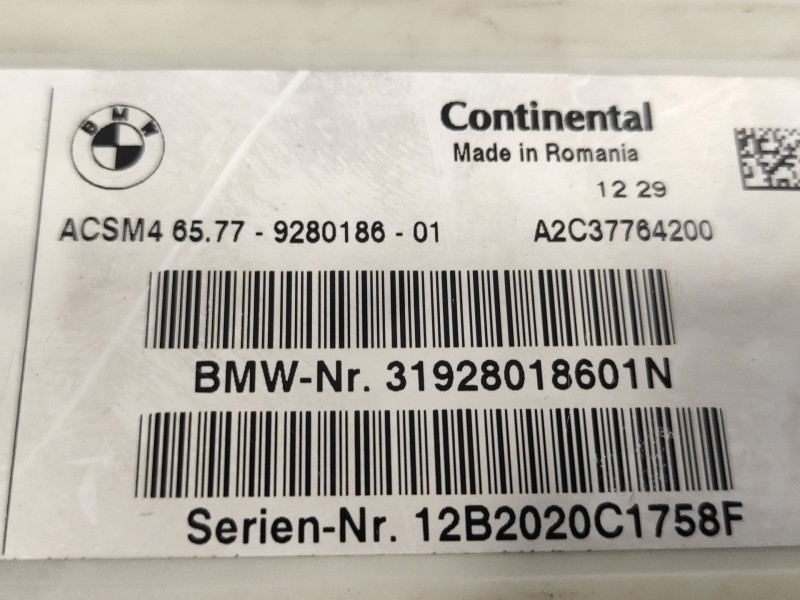 BMW
Continental
Made in Romania
12 29
ACSM4 65.77 - 9280186 - 01 A2C37764200
BMW-Nr. 31928018601N
Serien-Nr. 12B2020C1758F